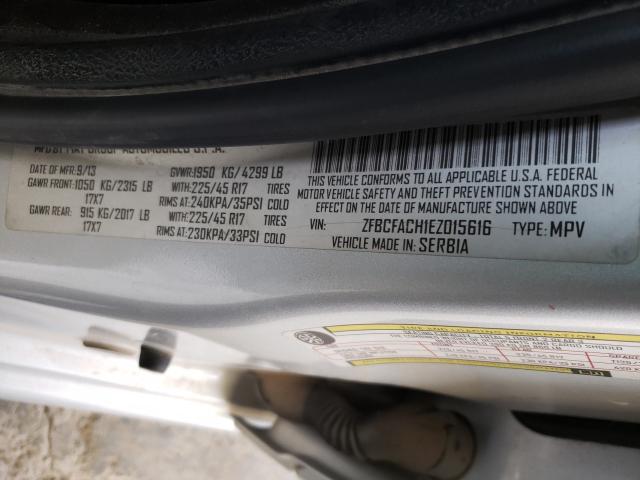 MFD BY: FIAT GROUP AUTOMOBILES S.P.A.
DATE OF MFR: 9/13 GVWR: 1950 KG/4299 LB
GAWR FRONT: 1050 KG/2315 LB WITH: 225/45 R17 TIRES
17X7 RIMS AT: 240KPA/35PSI COLD
GAWR REAR: 915 KG/2017 LB WITH: 225/45 R17 TIRES
17X7 RIMS AT: 230KPA/33PSI COLD
THIS VEHICLE CONFORMS TO ALL APPLICABLE U.S.A. FEDERAL
MOTOR VEHICLE SAFETY AND THEFT PREVENTION STANDARDS IN
EFFECT ON THE DATE OF MANUFACTURE SHOWN ABOVE
VIN: ZFBCFACH1EZ015616 TYPE: MPV
VEHICLE MADE IN: SERBIA
TIRE AND LOADING INFORMATION